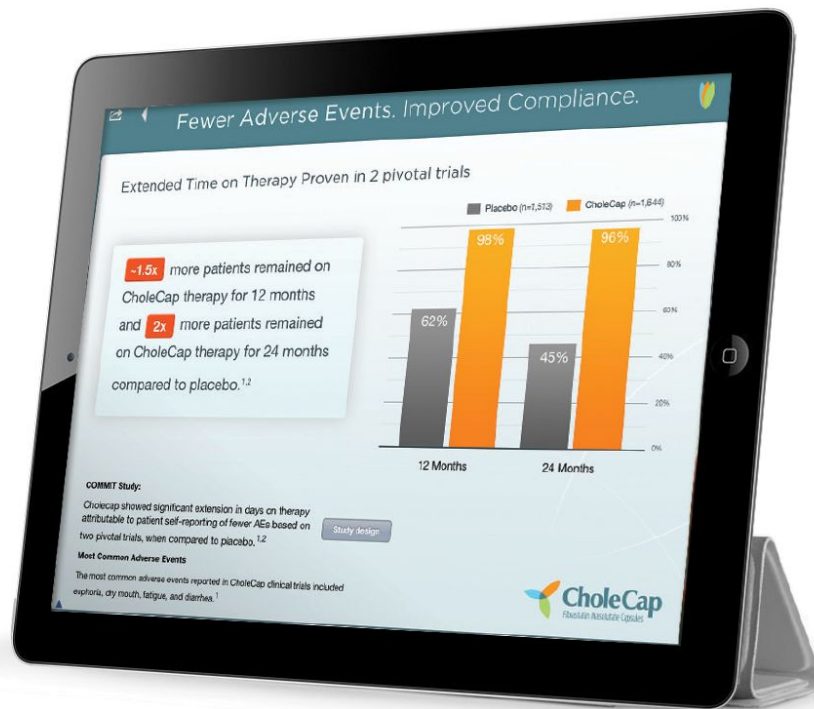 Fewer Adverse Events. Improved Compliance.
Extended Time on Therapy Proven in 2 pivotal trials
Placebo (n=1,513)
CholeCap (n=1,644)
~1.5x more patients remained on
CholeCap therapy for 12 months
and 2x more patients remained
on CholeCap therapy for 24 months
compared to placebo.1,2
100%
80%
60%
40%
20%
0%
62%
98%
45%
96%
12 Months
24 Months
COMMIT Study:
Cholecap showed significant extension in days on therapy
attributable to patient self-reporting of fewer AEs based on
two pivotal trials, when compared to placebo.1,2
Study design
Most Common Adverse Events
The most common adverse events reported in CholeCap clinical trials included
euphoria, dry mouth, fatigue, and diarrhea.1
CholeCap
Capsules